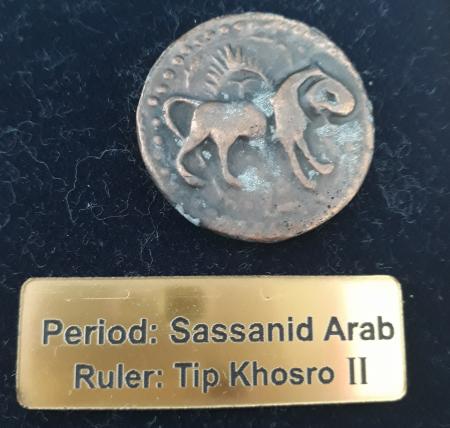 Period: Sassanid Arab
Ruler: Tip Khosro II